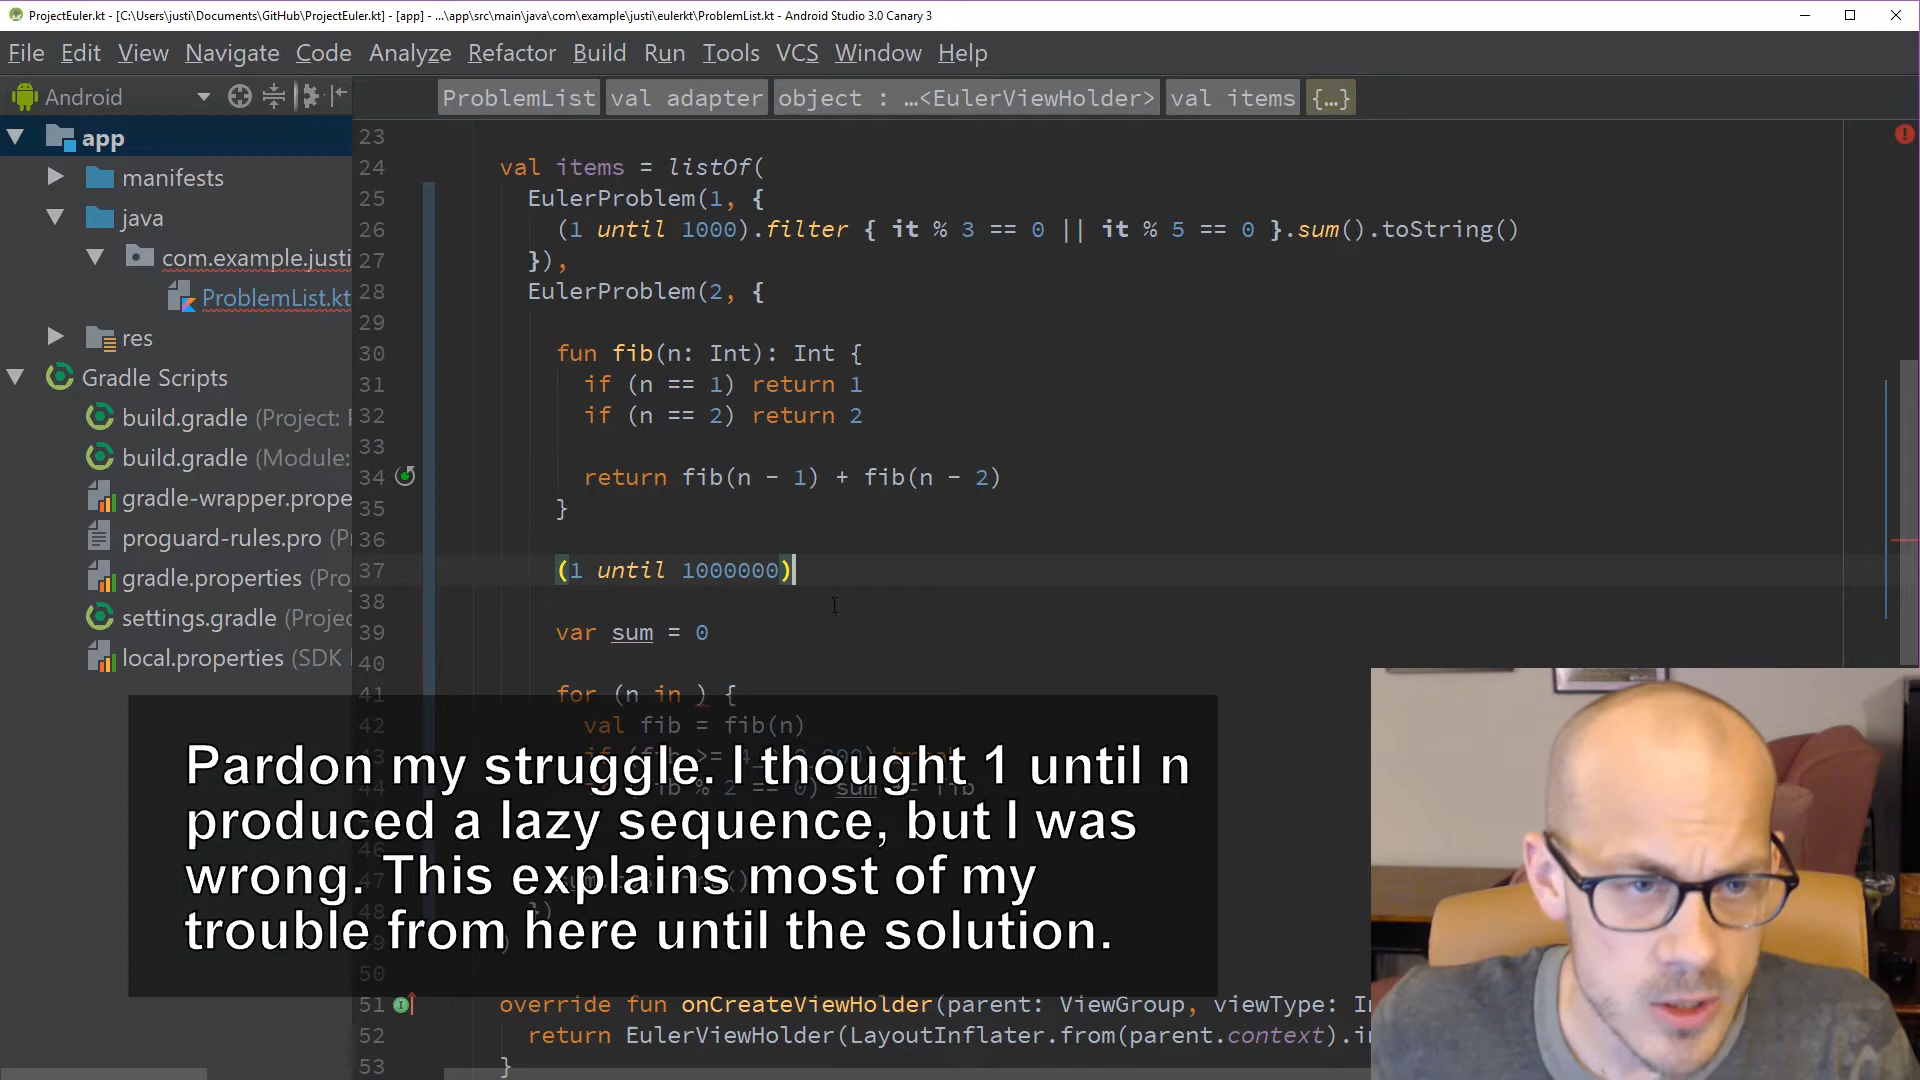 ProjectEuler.kt - [C:\Users\justi\Documents\GitHub\ProjectEuler.kt] - [app] - ...\app\src\main\java\com\example\justi\eulerkt\ProblemList.kt - Android Studio 3.0 Canary 3
File Edit View Navigate Code Analyze Refactor Build Run Tools VCS Window Help
Android
ProblemList val adapter object : …<EulerViewHolder> val items {…}
app
manifests
java
com.example.justi
ProblemList.kt
res
Gradle Scripts
build.gradle (Project:
build.gradle (Module:
gradle-wrapper.prope
proguard-rules.pro (P
gradle.properties (Pro
settings.gradle (Projec
local.properties (SDK
23
24 val items = listOf(
25 EulerProblem(1, {
26 (1 until 1000).filter { it % 3 == 0 || it % 5 == 0 }.sum().toString()
27 }),
28 EulerProblem(2, {
29
30 fun fib(n: Int): Int {
31 if (n == 1) return 1
32 if (n == 2) return 2
33
34 return fib(n - 1) + fib(n - 2)
35 }
36
37 (1 until 1000000)
38
39 var sum = 0
40
41 for (n in ) {
42 val fib = fib(n)
43
44
47
48 })
50
51 override fun onCreateViewHolder(parent: ViewGroup, viewType: In
52 return EulerViewHolder(LayoutInflater.from(parent.context).in
53 }
Pardon my struggle. I thought 1 until n
produced a lazy sequence, but I was
wrong. This explains most of my
trouble from here until the solution.